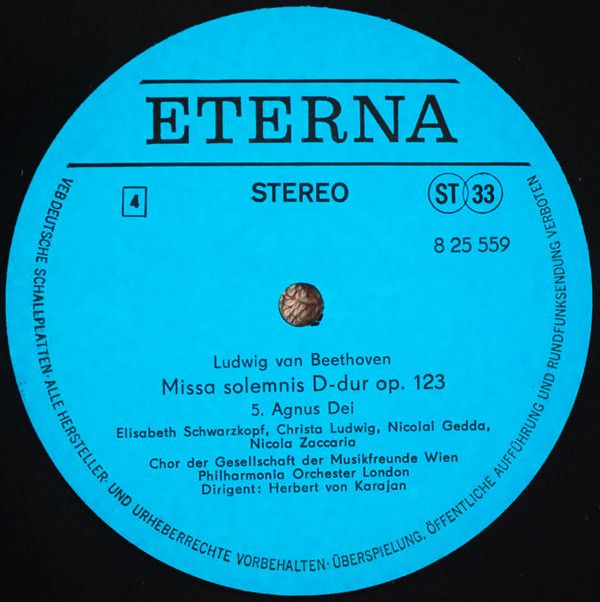 ETERNA
4
STEREO
ST 33
8 25 559
Ludwig van Beethoven
Missa solemnis D-dur op. 123
5. Agnus Dei
Elisabeth Schwarzkopf, Christa Ludwig, Nicolai Gedda,
Nicola Zaccaria
Chor der Gesellschaft der Musikfreunde Wien
Philharmonia Orchester London
Dirigent: Herbert von Karajan
VEB DEUTSCHE SCHALLPLATTEN · ALLE HERSTELLER- UND URHEBERRECHTE VORBEHALTEN · ÜBERSPIELUNG, ÖFFENTLICHE AUFFÜHRUNG UND RUNDFUNKSENDUNG VERBOTEN